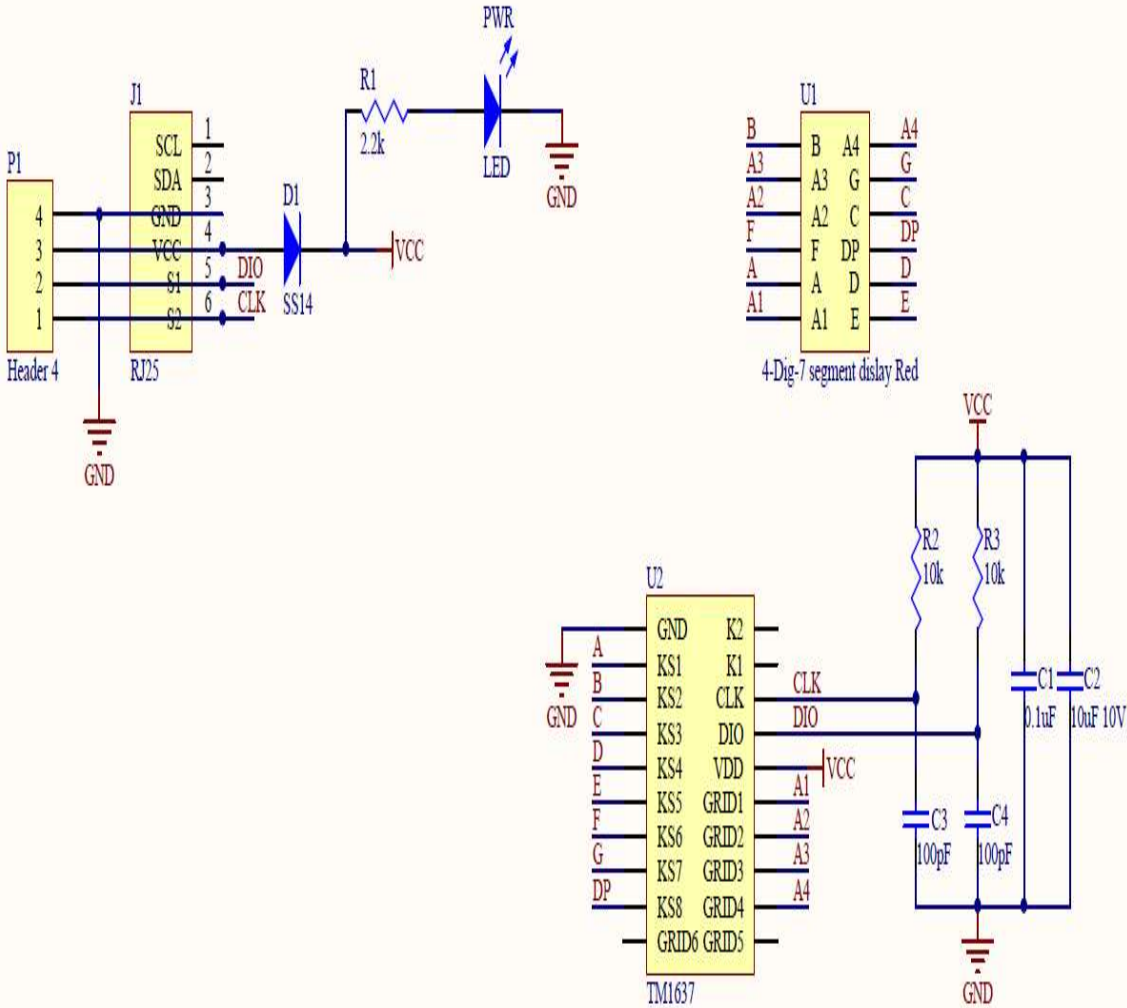 PWR
R1
2.2k
LED
GND
J1
SCL 1
SDA 2
GND 3
VCC 4
S1 5
S2 6
RJ25
P1
4
3
2
1
Header 4
GND
DIO
CLK
D1
SS14
VCC
U1
B B A4 A4
A3 A3 G G
A2 A2 C C
F F DP DP
A A D D
A1 A1 E E
4-Dig-7 segment dislay Red
VCC
R2
10k
R3
10k
C1
0.1uF
C2
10uF 10V
C3
100pF
C4
100pF
GND
U2
GND K2
A KS1 K1
B KS2 CLK CLK
C KS3 DIO DIO
D KS4 VDD VCC
E KS5 GRID1 A1
F KS6 GRID2 A2
G KS7 GRID3 A3
DP KS8 GRID4 A4
GRID6 GRID5
GND
TM1637